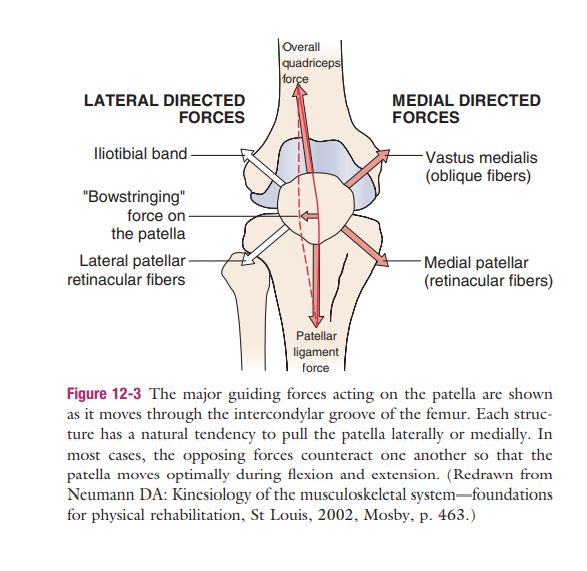 Overall
quadriceps
force
LATERAL DIRECTED
FORCES
MEDIAL DIRECTED
FORCES
Iliotibial band
Vastus medialis
(oblique fibers)
"Bowstringing"
force on
the patella
Lateral patellar
retinacular fibers
Medial patellar
(retinacular fibers)
Patellar
ligament
force
Figure 12-3 The major guiding forces acting on the patella are shown
as it moves through the intercondylar groove of the femur. Each struc-
ture has a natural tendency to pull the patella laterally or medially. In
most cases, the opposing forces counteract one another so that the
patella moves optimally during flexion and extension. (Redrawn from
Neumann DA: Kinesiology of the musculoskeletal system—foundations
for physical rehabilitation, St Louis, 2002, Mosby, p. 463.)